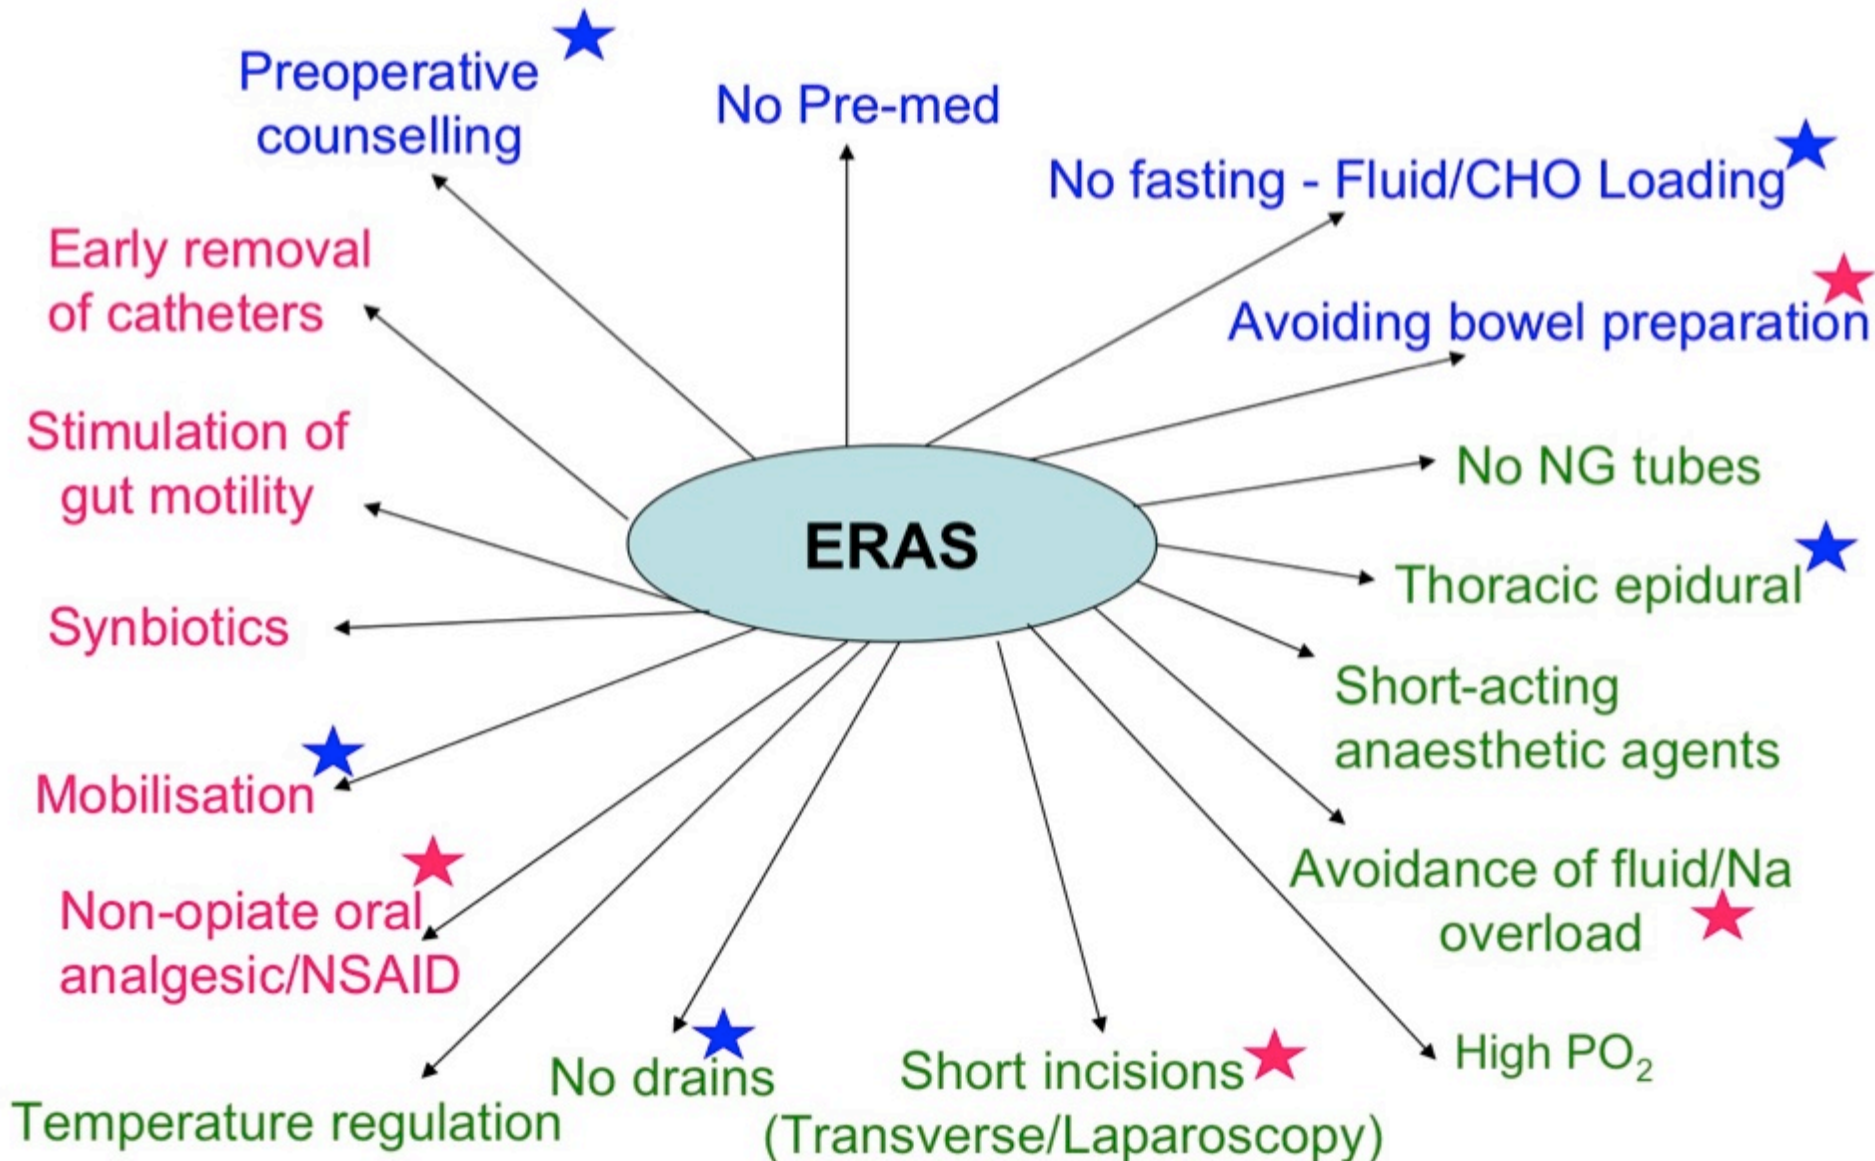 Preoperative
counselling
No Pre-med
No fasting - Fluid/CHO Loading
Early removal
of catheters
Avoiding bowel preparation
Stimulation of
gut motility
No NG tubes
ERAS
Thoracic epidural
Synbiotics
Short-acting
anaesthetic agents
Mobilisation
Avoidance of fluid/Na
overload
Non-opiate oral
analgesic/NSAID
High PO₂
No drains
Short incisions
(Transverse/Laparoscopy)
Temperature regulation